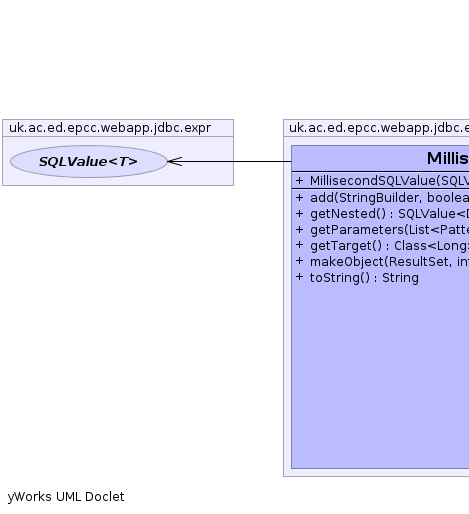 uk.ac.ed.epcc.webapp.jdbc.expr
SQLValue<T>
uk.ac.ed.epcc.webapp.jdbc.e
Millis
+ MillisecondSQLValue(SQLV
+ add(StringBuilder, boolea
+ getNested() : SQLValue<D
+ getParameters(List<Patte
+ getTarget() : Class<Long>
+ makeObject(ResultSet, in
+ toString() : String
yWorks UML Doclet